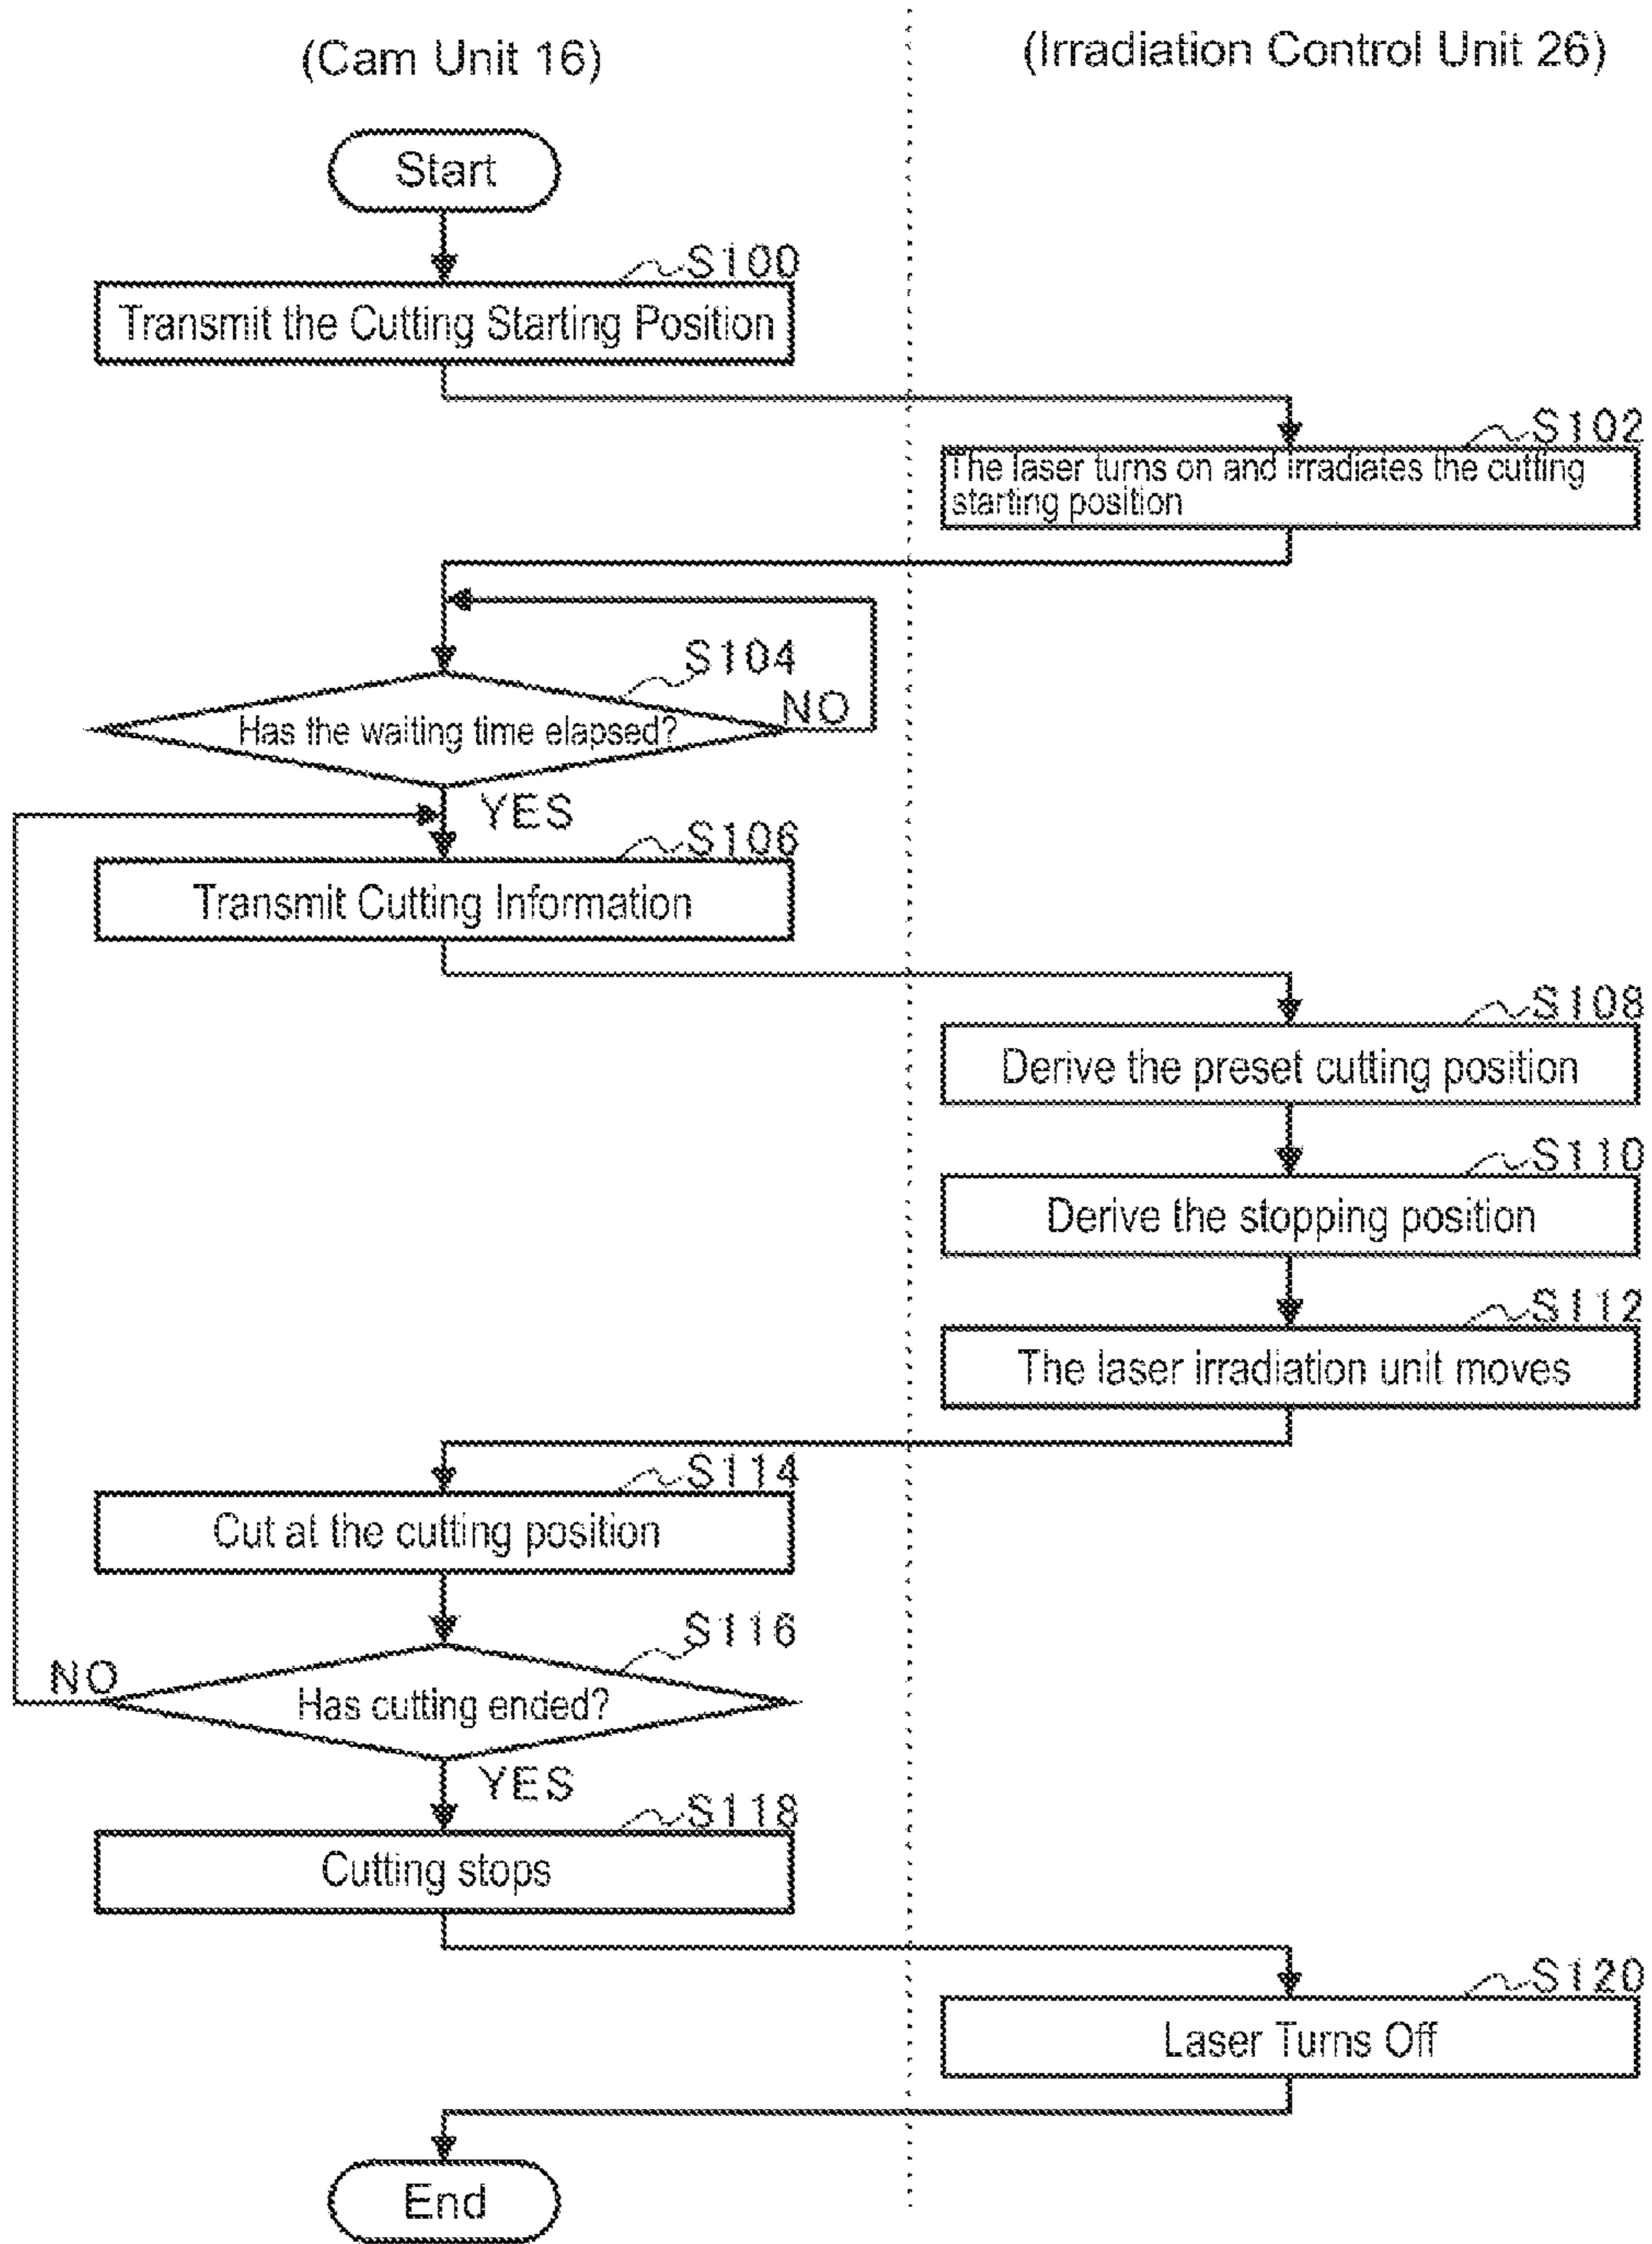 (Cam Unit 16)
(Irradiation Control Unit 26)
Start
S100
Transmit the Cutting Starting Position
S102
The laser turns on and irradiates the cutting
starting position
S104
Has the waiting time elapsed?
NO
YES
S106
Transmit Cutting Information
S108
Derive the preset cutting position
S110
Derive the stopping position
S112
The laser irradiation unit moves
S114
Cut at the cutting position
S116
Has cutting ended?
NO
YES
S118
Cutting stops
S120
Laser Turns Off
End